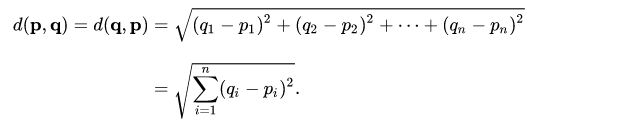 d(𝐩, 𝐪) = d(𝐪, 𝐩) = √((q₁ − p₁)² + (q₂ − p₂)² + ⋯ + (qₙ − pₙ)²)
= √(∑ᵢ₌₁ⁿ (qᵢ − pᵢ)²).